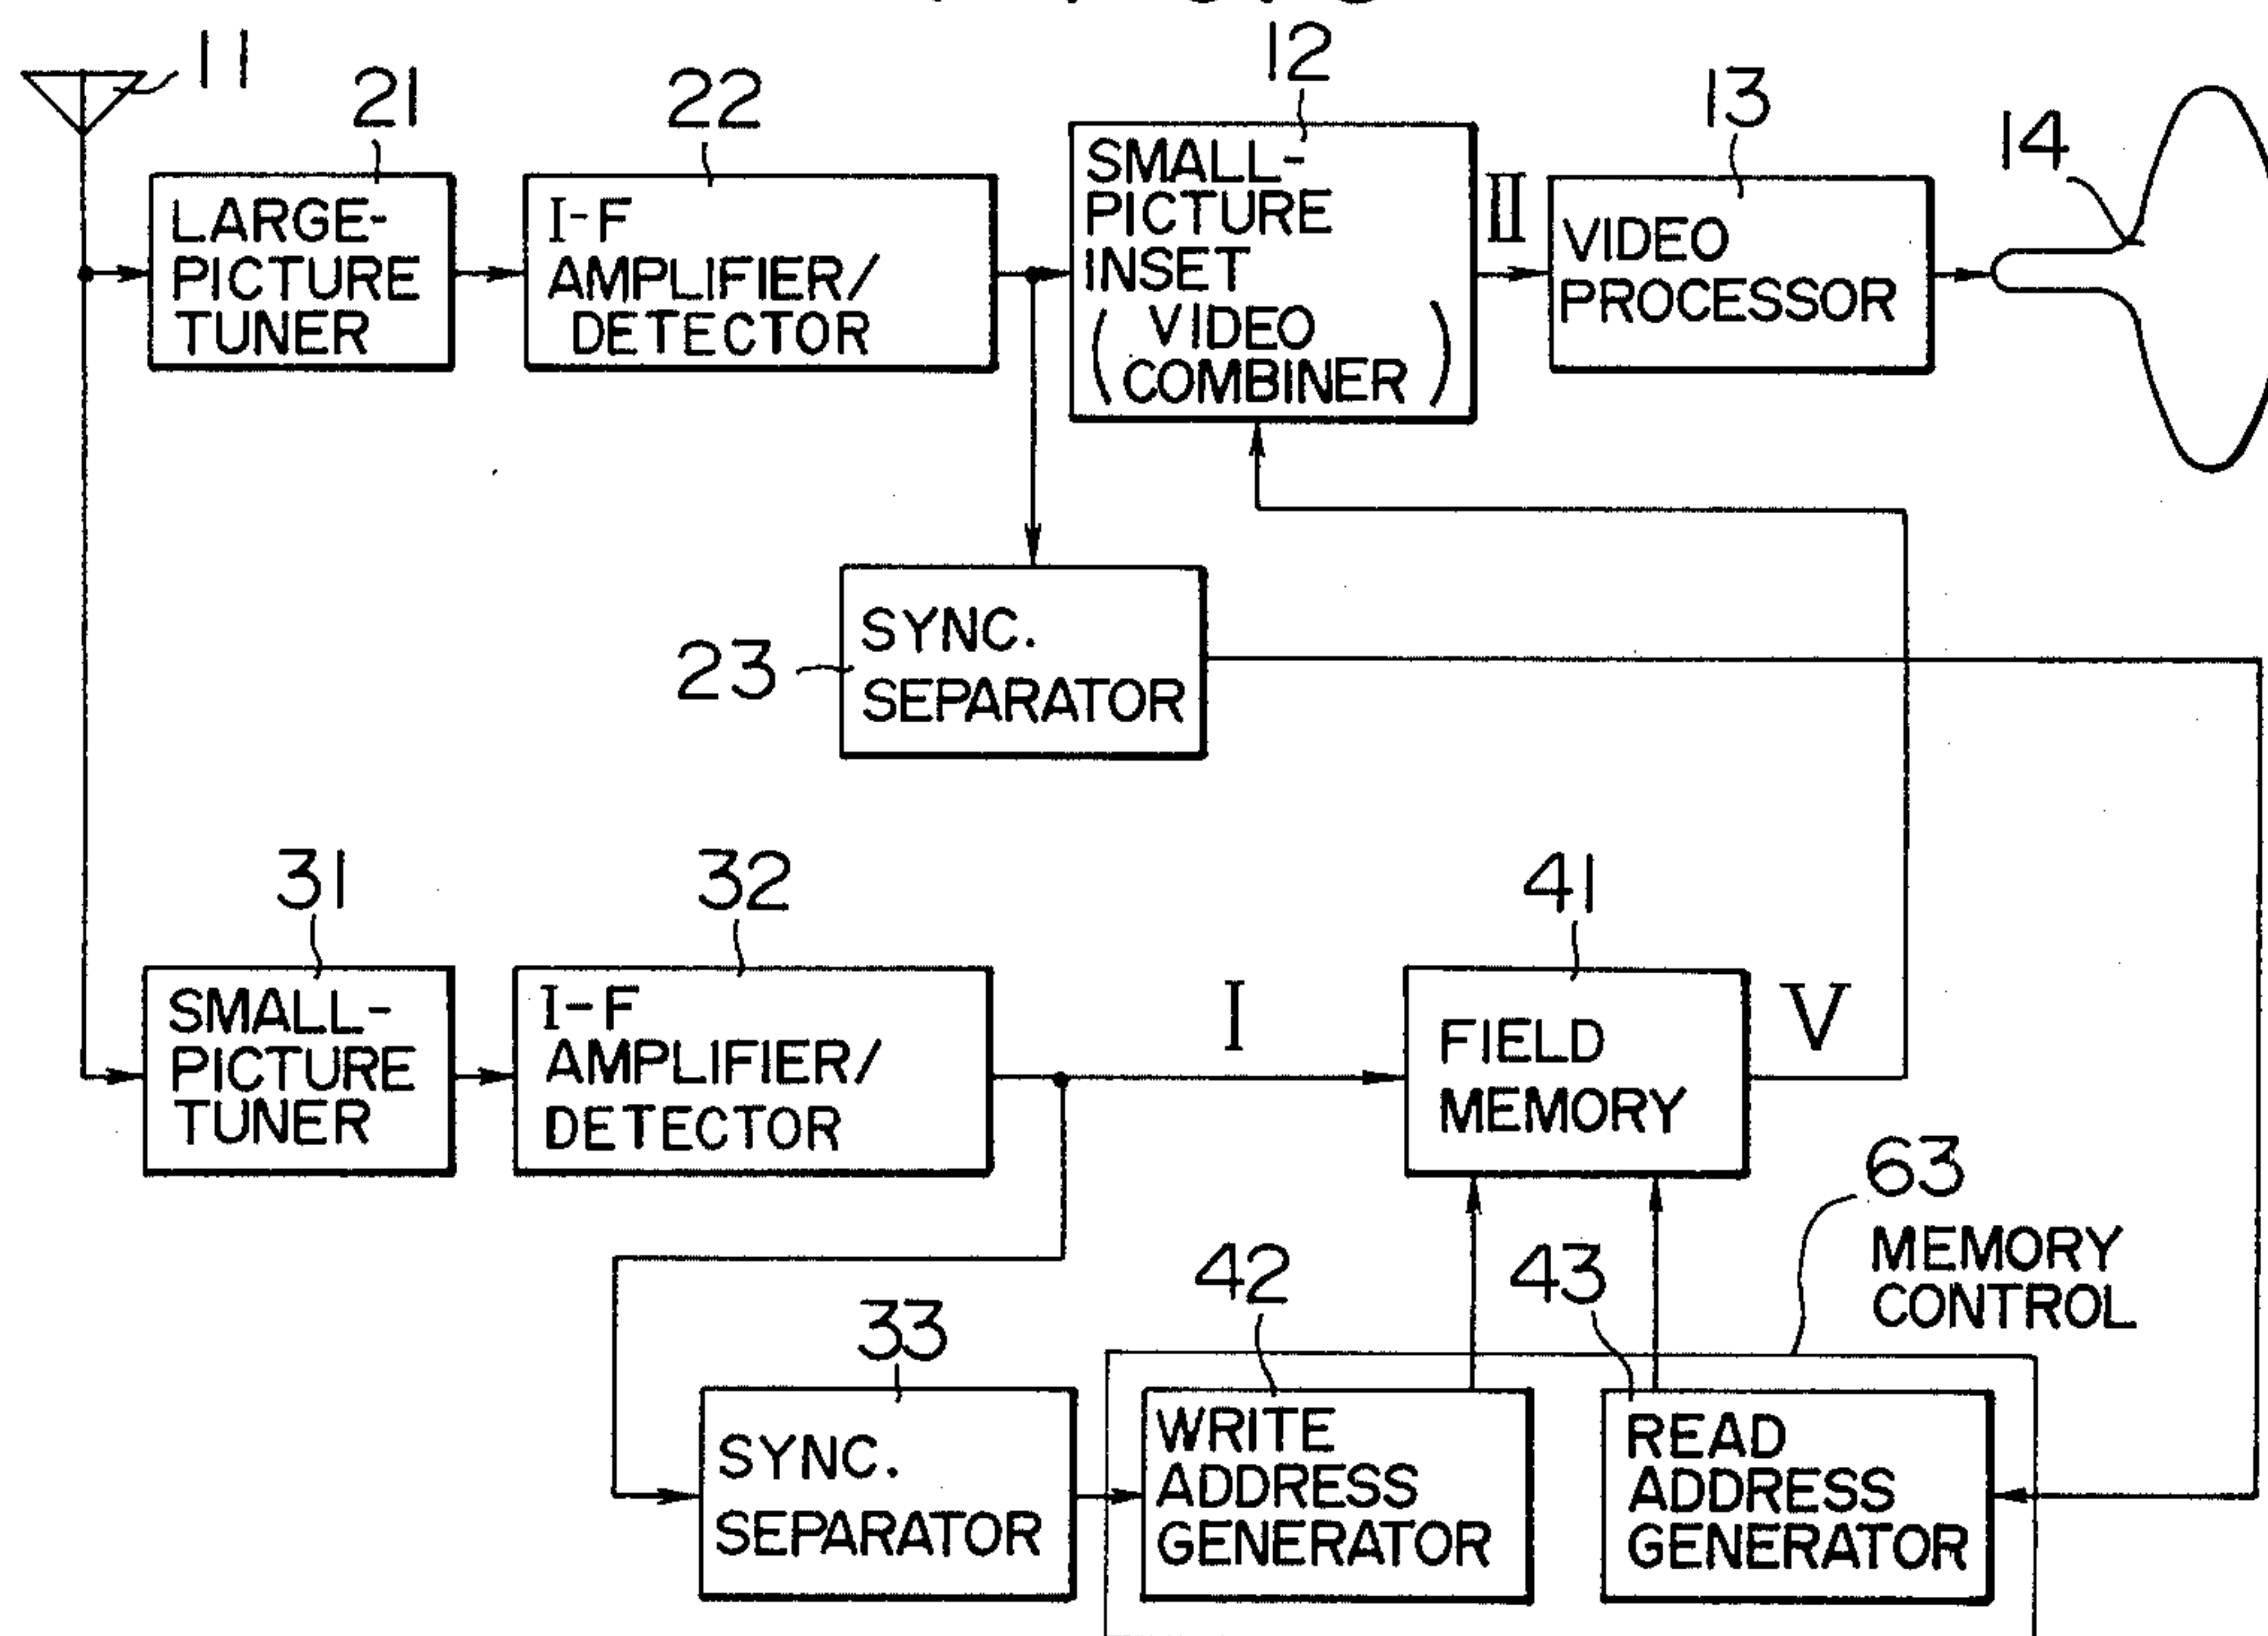 11
21
LARGE-
PICTURE
TUNER
22
I-F
AMPLIFIER/
DETECTOR
12
SMALL-
PICTURE
INSET
( VIDEO
COMBINER )
II
13
VIDEO
PROCESSOR
14
23
SYNC.
SEPARATOR
31
SMALL-
PICTURE
TUNER
32
I-F
AMPLIFIER/
DETECTOR
I
41
FIELD
MEMORY
V
63
MEMORY
CONTROL
33
SYNC.
SEPARATOR
42
WRITE
ADDRESS
GENERATOR
43
READ
ADDRESS
GENERATOR